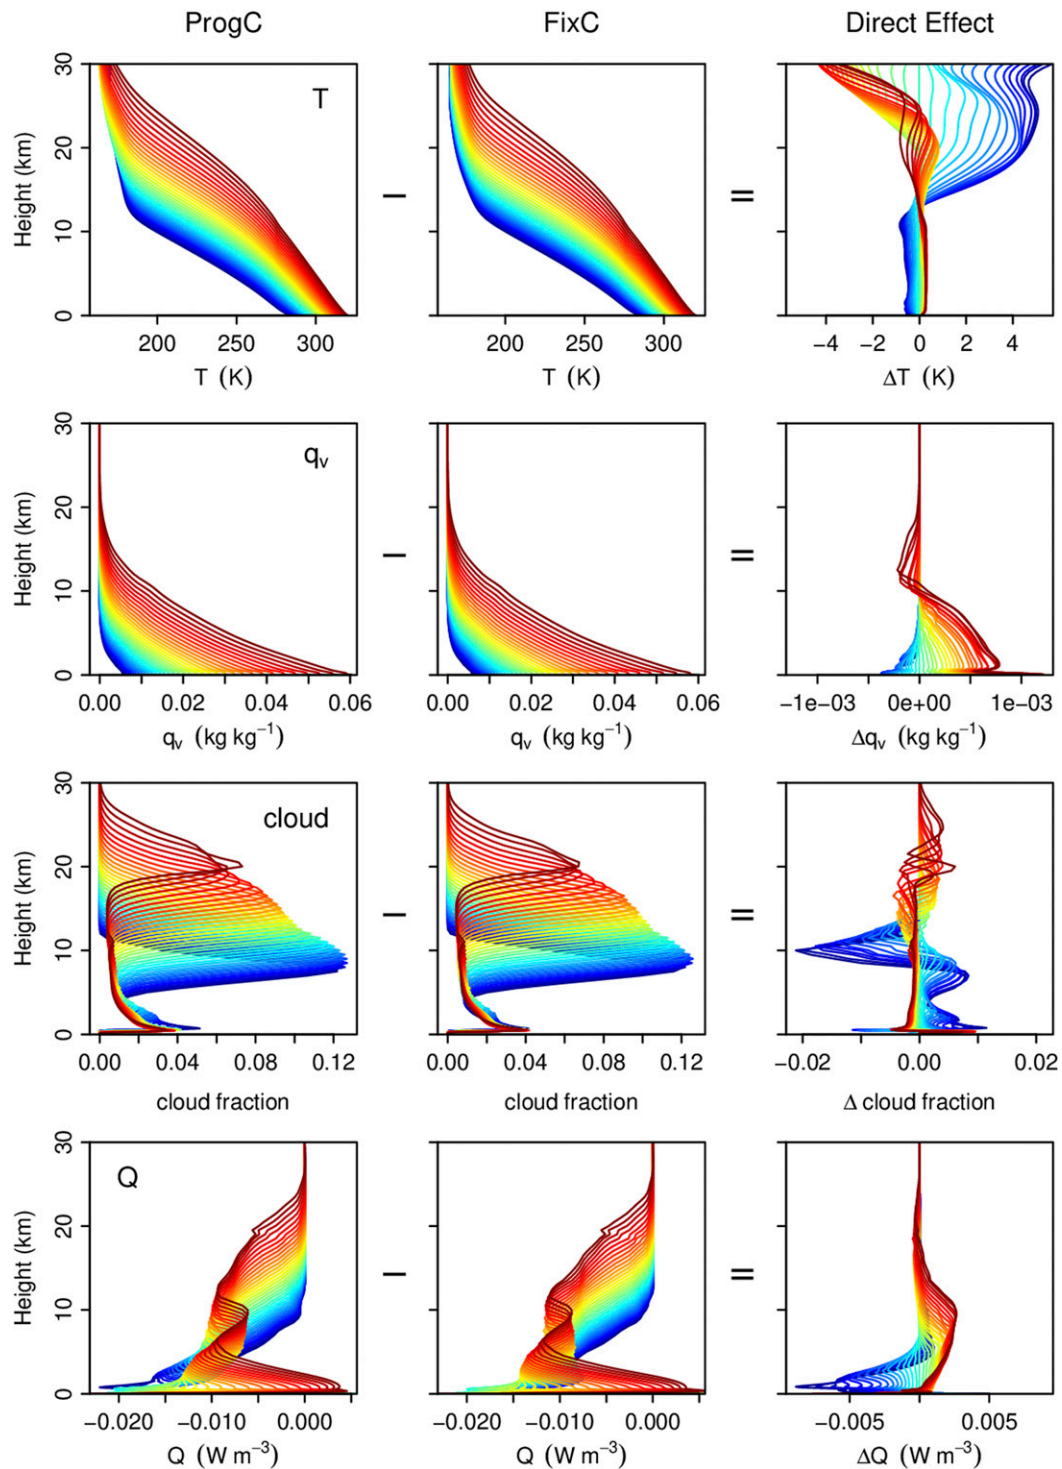 ProgC FixC Direct Effect
Height (km)
0 10 20 30
T
200 250 300
T (K)
200 250 300
T (K)
−4 −2 0 2 4
ΔT (K)
− =
Height (km)
0 10 20 30
qv
0.00 0.02 0.04 0.06
qv (kg kg−1)
0.00 0.02 0.04 0.06
qv (kg kg−1)
−1e−03 0e+00 1e−03
Δqv (kg kg−1)
− =
Height (km)
0 10 20 30
cloud
0.00 0.04 0.08 0.12
cloud fraction
0.00 0.04 0.08 0.12
cloud fraction
−0.02 0.00 0.02
Δ cloud fraction
− =
Height (km)
0 10 20 30
Q
−0.020 −0.010 0.000
Q (W m−3)
−0.020 −0.010 0.000
Q (W m−3)
−0.005 0.005
ΔQ (W m−3)
− =